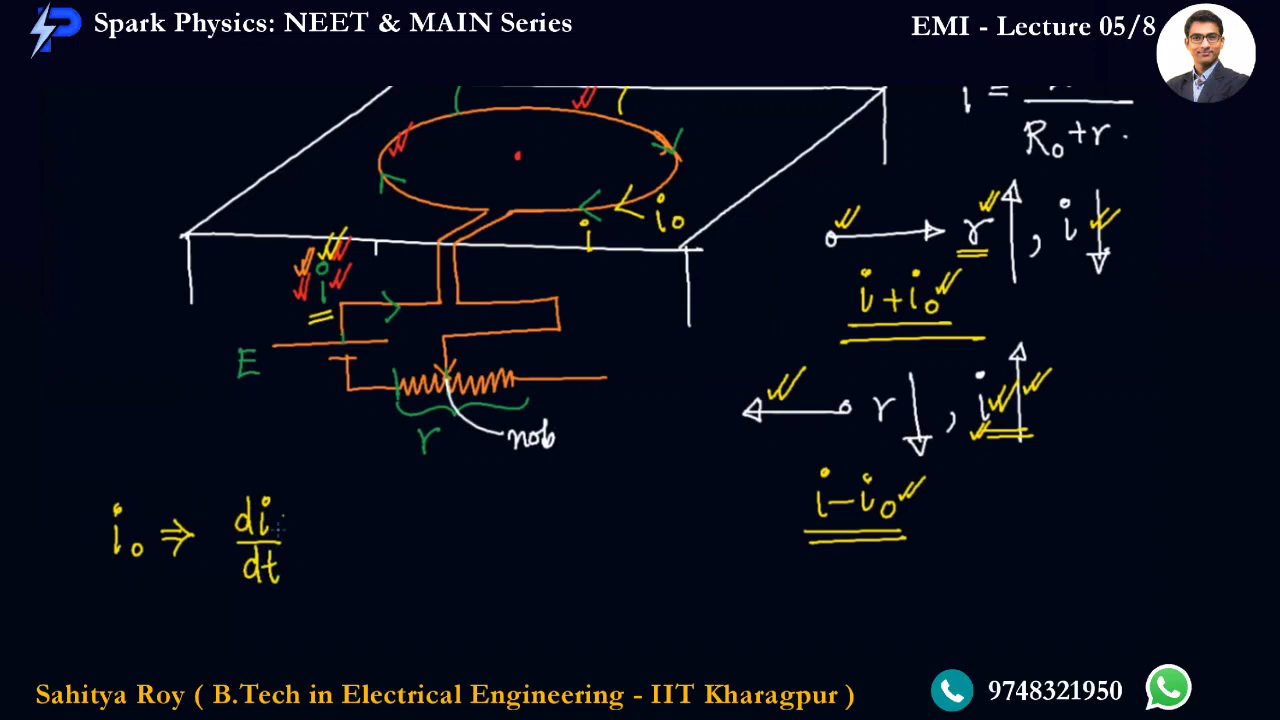 Spark Physics: NEET & MAIN Series
EMI - Lecture 05/8
i =
R₀+r.
i₀
i
r , i
i
i+i₀
E
r , i
r
nob
i-i₀
i₀ ⇒ di/dt
Sahitya Roy ( B.Tech in Electrical Engineering - IIT Kharagpur )
9748321950